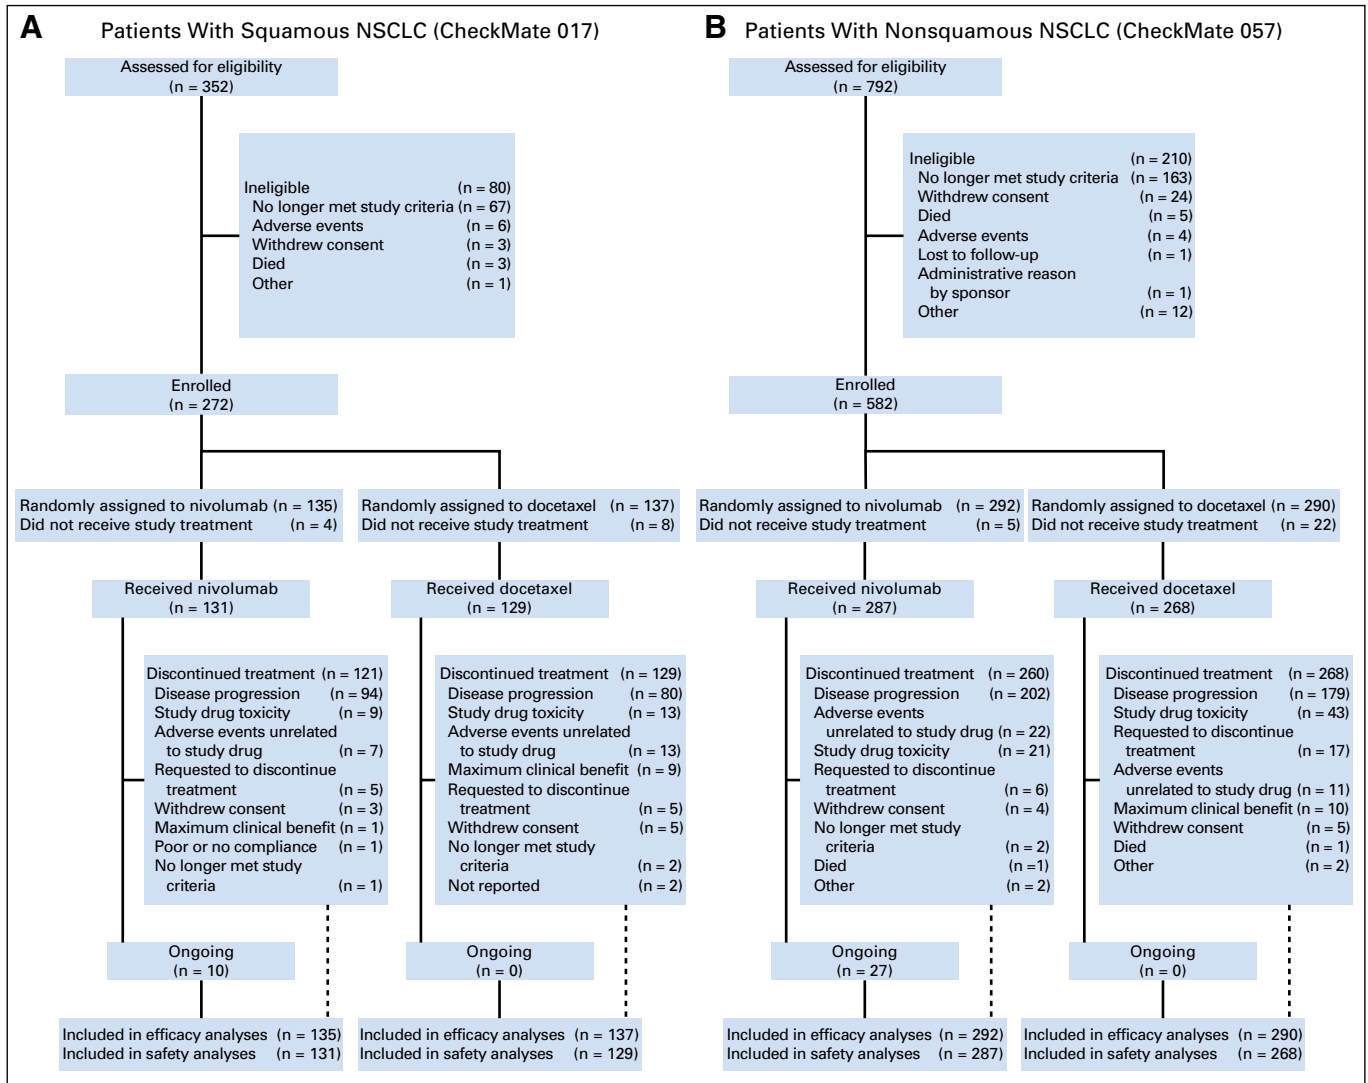 A Patients With Squamous NSCLC (CheckMate 017)
Assessed for eligibility
(n = 352)
Ineligible (n = 80)
No longer met study criteria (n = 67)
Adverse events (n = 6)
Withdrew consent (n = 3)
Died (n = 3)
Other (n = 1)
Enrolled
(n = 272)
Randomly assigned to nivolumab (n = 135)
Did not receive study treatment (n = 4)
Randomly assigned to docetaxel (n = 137)
Did not receive study treatment (n = 8)
Received nivolumab
(n = 131)
Received docetaxel
(n = 129)
Discontinued treatment (n = 121)
Disease progression (n = 94)
Study drug toxicity (n = 9)
Adverse events unrelated
to study drug (n = 7)
Requested to discontinue
treatment (n = 5)
Withdrew consent (n = 3)
Maximum clinical benefit (n = 1)
Poor or no compliance (n = 1)
No longer met study
criteria (n = 1)
Discontinued treatment (n = 129)
Disease progression (n = 80)
Study drug toxicity (n = 13)
Adverse events unrelated
to study drug (n = 13)
Maximum clinical benefit (n = 9)
Requested to discontinue
treatment (n = 5)
Withdrew consent (n = 5)
No longer met study
criteria (n = 2)
Not reported (n = 2)
Ongoing
(n = 10)
Ongoing
(n = 0)
Included in efficacy analyses (n = 135)
Included in safety analyses (n = 131)
Included in efficacy analyses (n = 137)
Included in safety analyses (n = 129)
B Patients With Nonsquamous NSCLC (CheckMate 057)
Assessed for eligibility
(n = 792)
Ineligible (n = 210)
No longer met study criteria (n = 163)
Withdrew consent (n = 24)
Died (n = 5)
Adverse events (n = 4)
Lost to follow-up (n = 1)
Administrative reason
by sponsor (n = 1)
Other (n = 12)
Enrolled
(n = 582)
Randomly assigned to nivolumab (n = 292)
Did not receive study treatment (n = 5)
Randomly assigned to docetaxel (n = 290)
Did not receive study treatment (n = 22)
Received nivolumab
(n = 287)
Received docetaxel
(n = 268)
Discontinued treatment (n = 260)
Disease progression (n = 202)
Adverse events
unrelated to study drug (n = 22)
Study drug toxicity (n = 21)
Requested to discontinue
treatment (n = 6)
Withdrew consent (n = 4)
No longer met study
criteria (n = 2)
Died (n =1)
Other (n = 2)
Discontinued treatment (n = 268)
Disease progression (n = 179)
Study drug toxicity (n = 43)
Requested to discontinue
treatment (n = 17)
Adverse events
unrelated to study drug (n = 11)
Maximum clinical benefit (n = 10)
Withdrew consent (n = 5)
Died (n = 1)
Other (n = 2)
Ongoing
(n = 27)
Ongoing
(n = 0)
Included in efficacy analyses (n = 292)
Included in safety analyses (n = 287)
Included in efficacy analyses (n = 290)
Included in safety analyses (n = 268)